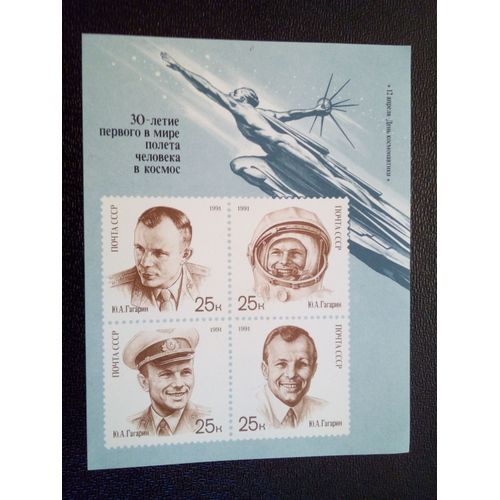 30-летие
первого в мире
полета
человека
в космос
• 12 апреля. День космонавтики •
ПОЧТА СССР
1991
Ю.А.Гагарин
25к
1991
ПОЧТА СССР
Ю.А.Гагарин
25к
ПОЧТА СССР
1991
Ю.А.Гагарин
25к
1991
ПОЧТА СССР
Ю.А.Гагарин
25к